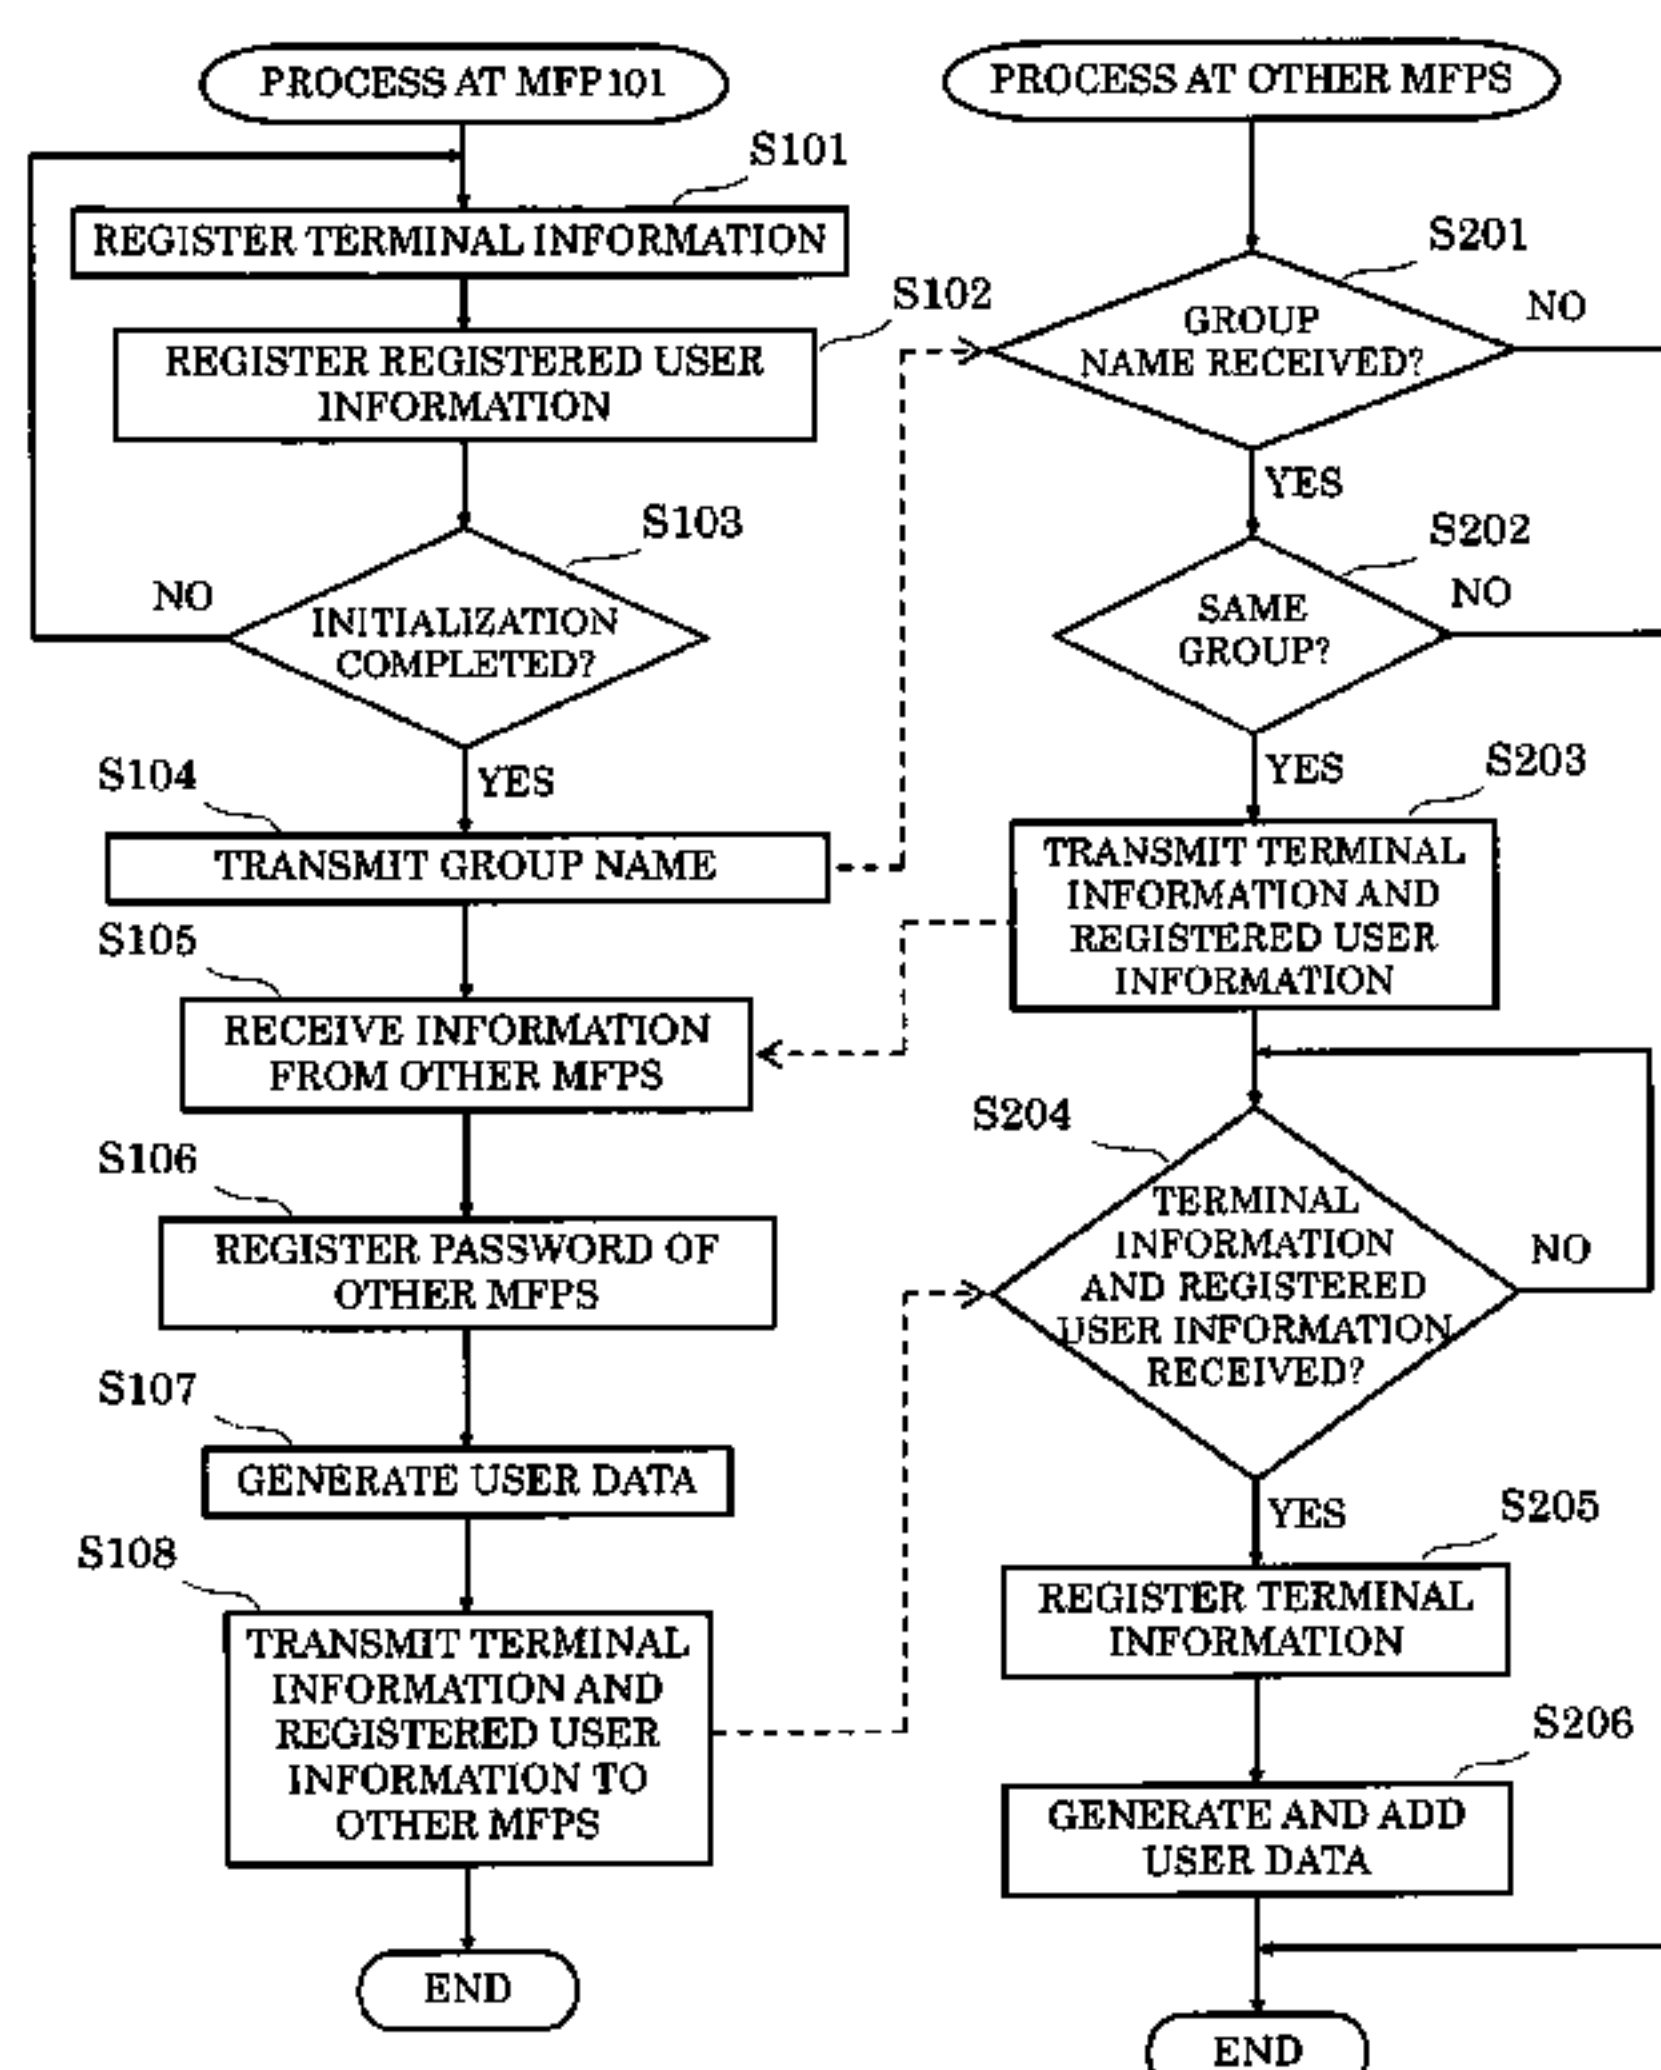 PROCESS AT MFP101
S101
REGISTER TERMINAL INFORMATION
S102
REGISTER REGISTERED USER
INFORMATION
S103
NO
INITIALIZATION
COMPLETED?
YES
S104
TRANSMIT GROUP NAME
S105
RECEIVE INFORMATION
FROM OTHER MFPS
S106
REGISTER PASSWORD OF
OTHER MFPS
S107
GENERATE USER DATA
S108
TRANSMIT TERMINAL
INFORMATION AND
REGISTERED USER
INFORMATION TO
OTHER MFPS
END
PROCESS AT OTHER MFPS
S201
NO
GROUP
NAME RECEIVED?
YES
S202
NO
SAME
GROUP?
YES
S203
TRANSMIT TERMINAL
INFORMATION AND
REGISTERED USER
INFORMATION
S204
TERMINAL
INFORMATION
AND REGISTERED
USER INFORMATION
RECEIVED?
NO
YES
S205
REGISTER TERMINAL
INFORMATION
S206
GENERATE AND ADD
USER DATA
END